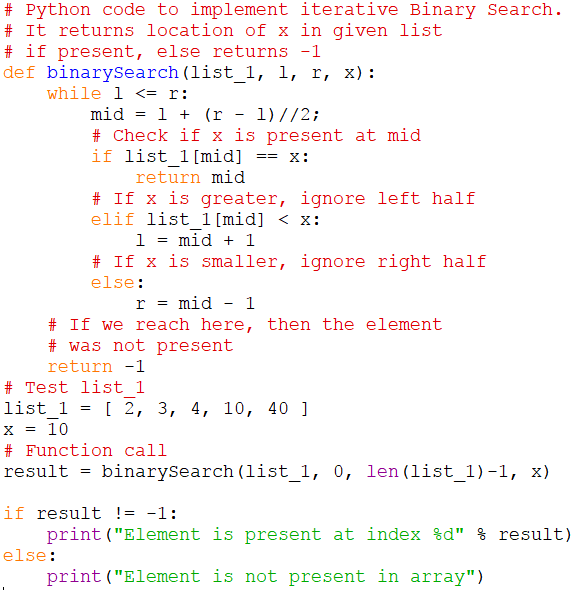 # Python code to implement iterative Binary Search.
# It returns location of x in given list
# if present, else returns -1
def binarySearch(list_1, l, r, x):
    while l <= r:
        mid = l + (r - l)//2;
        # Check if x is present at mid
        if list_1[mid] == x:
            return mid
        # If x is greater, ignore left half
        elif list_1[mid] < x:
            l = mid + 1
        # If x is smaller, ignore right half
        else:
            r = mid - 1
    # If we reach here, then the element
    # was not present
    return -1
# Test list_1
list_1 = [ 2, 3, 4, 10, 40 ]
x = 10
# Function call
result = binarySearch(list_1, 0, len(list_1)-1, x)

if result != -1:
    print("Element is present at index %d" % result)
else:
    print("Element is not present in array")